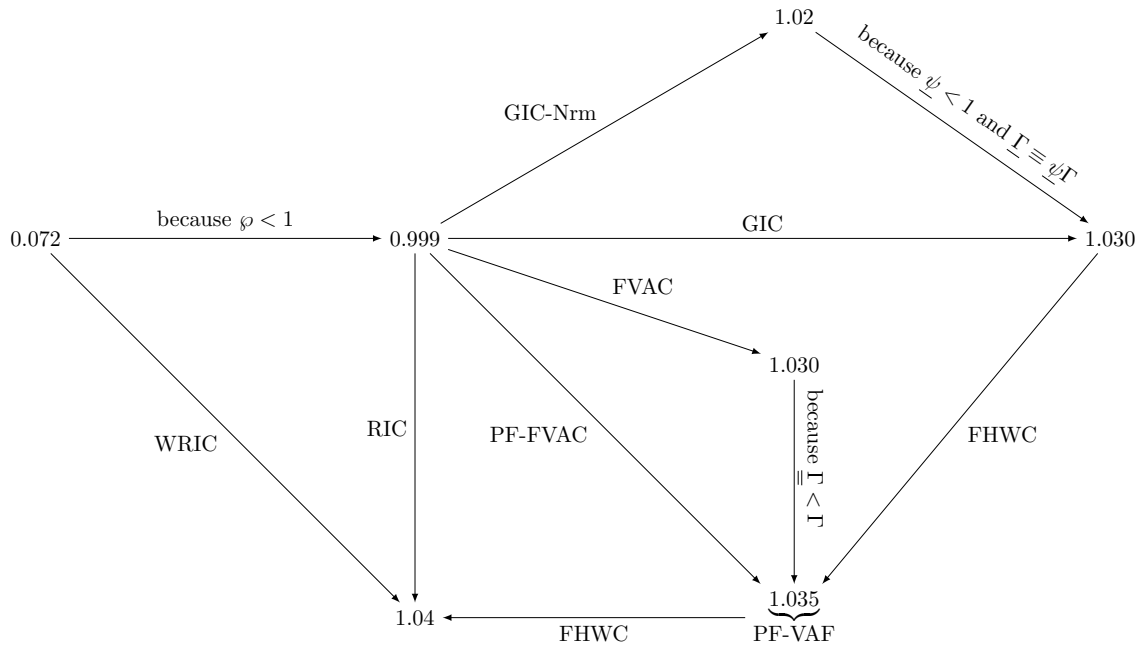 1.02
because ψ̲ < 1 and Γ̲ ≡ ψ̲Γ
GIC-Nrm
because ℘ < 1
GIC
0.072
0.999
1.030
FVAC
1.030
WRIC
RIC
PF-FVAC
because Γ̳ < Γ
FHWC
1.035
1.04
FHWC
PF-VAF